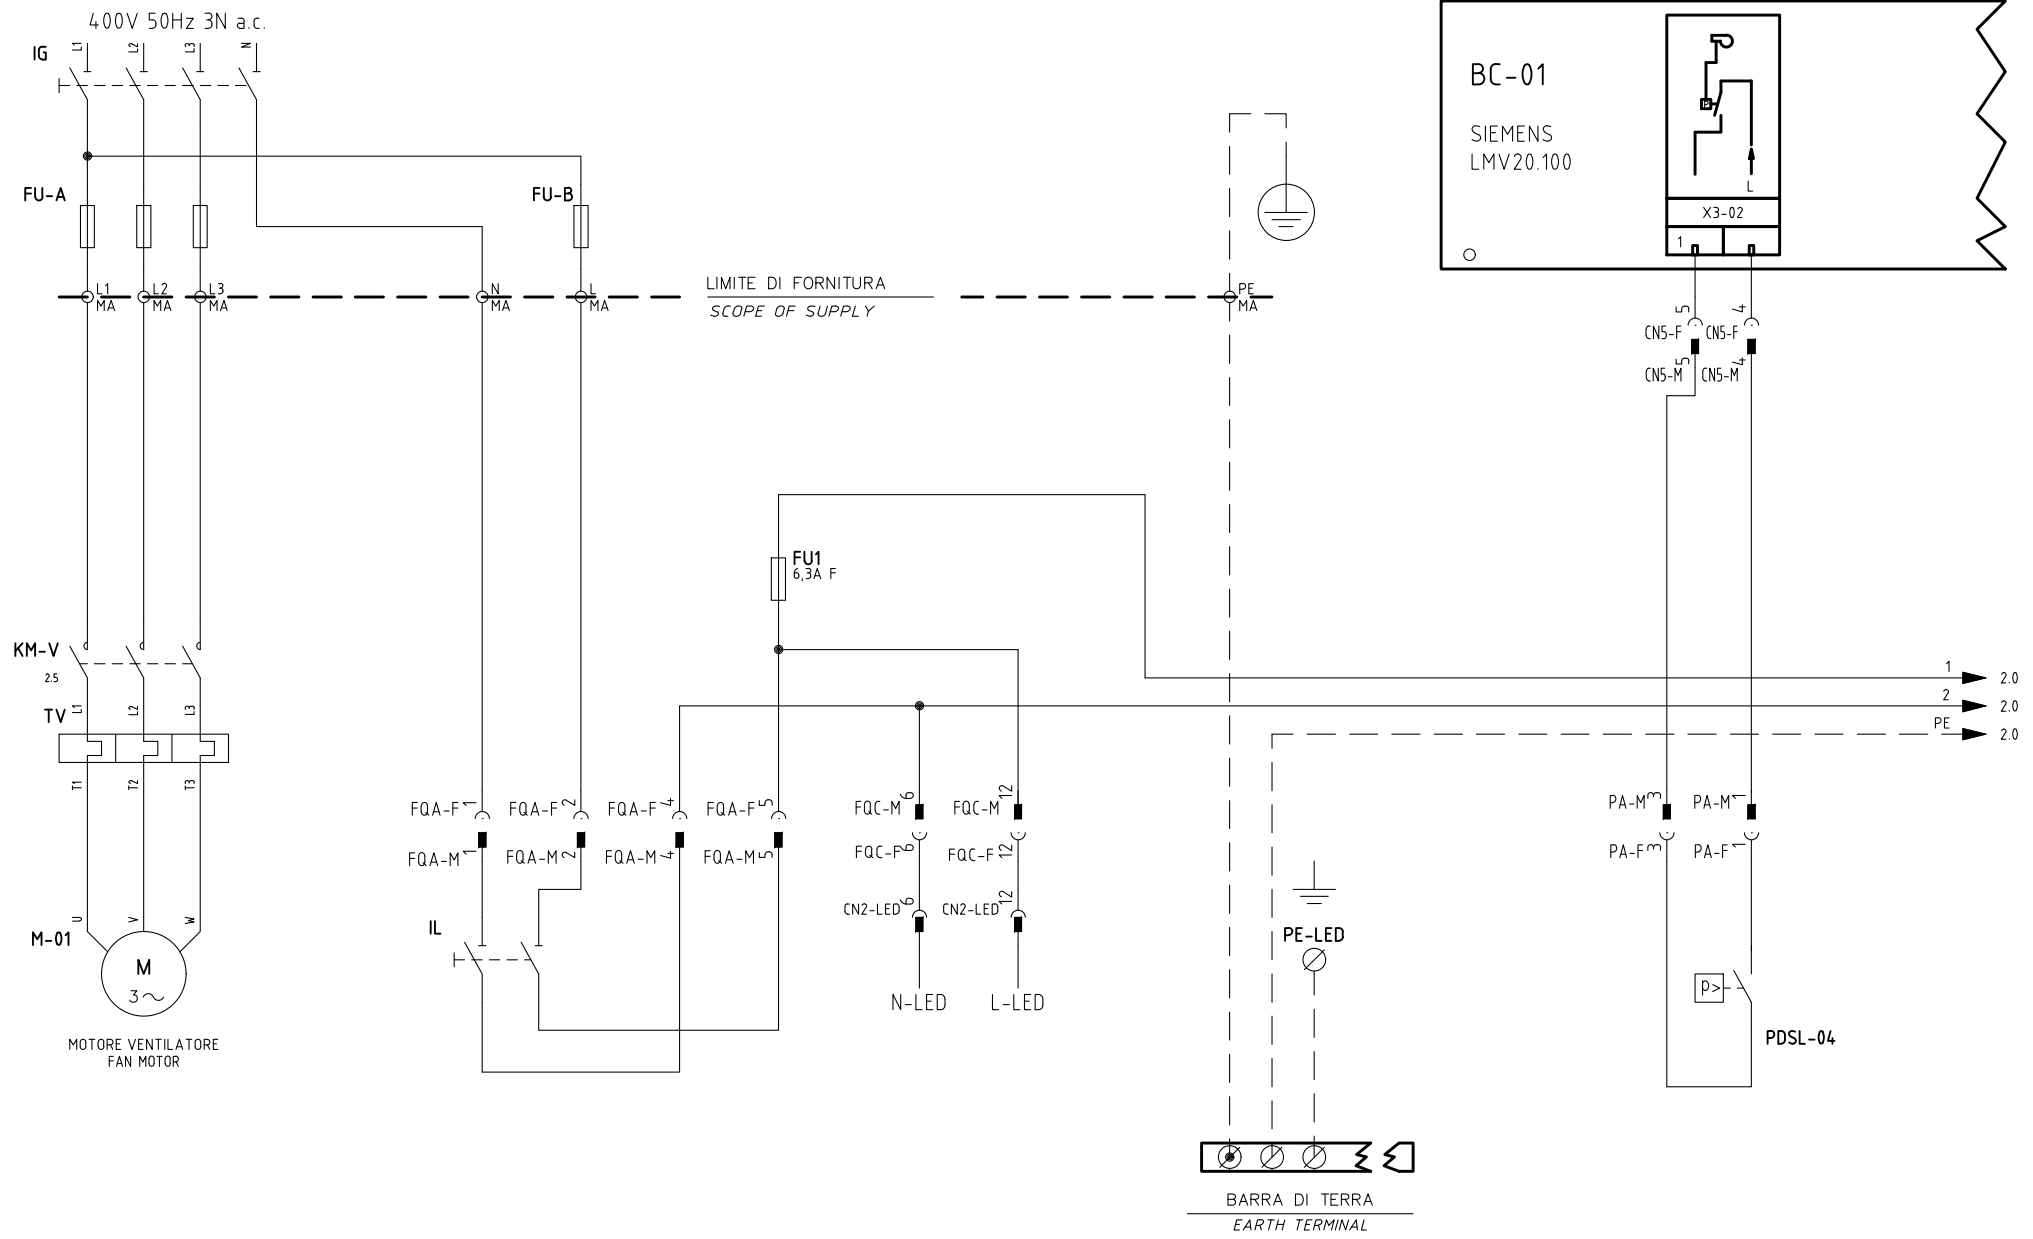 400V 50Hz 3N a.c.
IG
L1 L2 L3 N
FU-A
FU-B
BC-01
SIEMENS
LMV20.100
P
L
X3-02
1
L1
MA
L2
MA
L3
MA
N
MA
L
MA
LIMITE DI FORNITURA
SCOPE OF SUPPLY
PE
MA
5 4
CN5-F CN5-F
5 4
CN5-M CN5-M
FU1
6,3A F
KM-V
2.5
TV
L1 L2 L3
T1 T2 T3
1 2.0
2 2.0
PE 2.0
FQA-F 1
FQA-F 2
FQA-F 4
FQA-F 5
FQA-M 1
FQA-M 2
FQA-M 4
FQA-M 5
FQC-M 6
FQC-M 12
FQC-F 6
FQC-F 12
CN2-LED 6
CN2-LED 12
N-LED L-LED
PA-M 3
PA-M 1
PA-F 3
PA-F 1
U V W
M-01
M
3~
MOTORE VENTILATORE
FAN MOTOR
IL
PE-LED
p>
PDSL-04
BARRA DI TERRA
EARTH TERMINAL